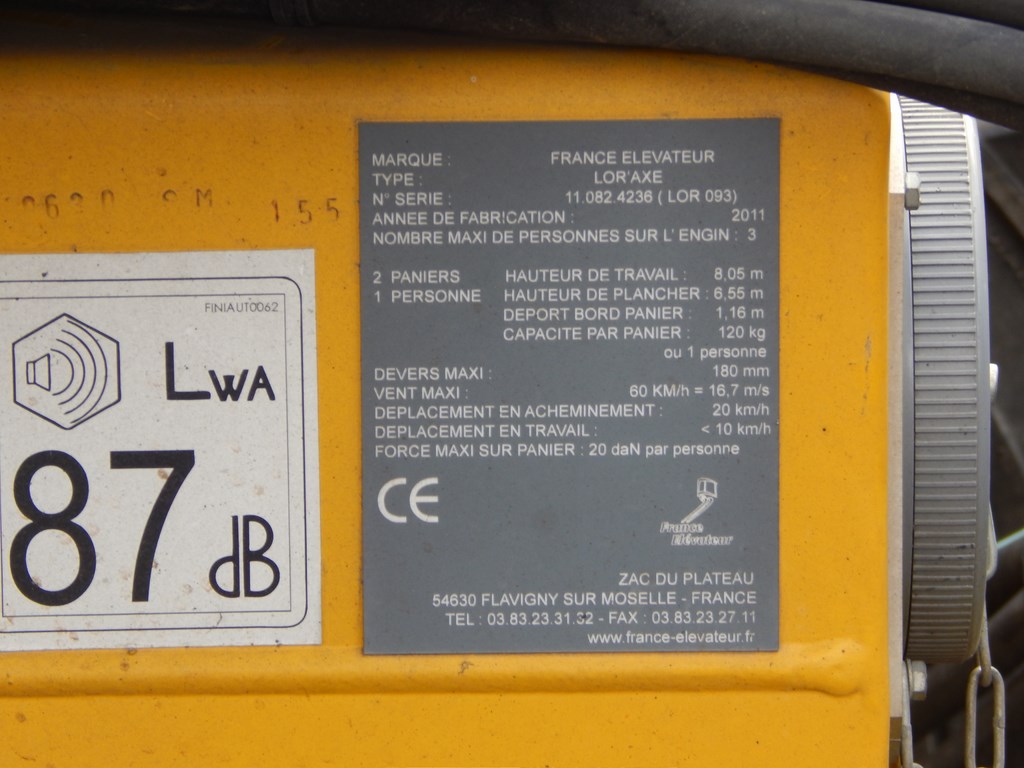 155
FINIAUTO062
LWA
87
dB
MARQUE : FRANCE ELEVATEUR
TYPE : LOR'AXE
N° SERIE : 11.082.4236 ( LOR 093)
ANNEE DE FABRICATION : 2011
NOMBRE MAXI DE PERSONNES SUR L' ENGIN : 3
2 PANIERS HAUTEUR DE TRAVAIL : 8,05 m
1 PERSONNE HAUTEUR DE PLANCHER : 6,55 m
DEPORT BORD PANIER : 1,16 m
CAPACITE PAR PANIER : 120 kg
ou 1 personne
DEVERS MAXI : 180 mm
VENT MAXI : 60 KM/h = 16,7 m/s
DEPLACEMENT EN ACHEMINEMENT : 20 km/h
DEPLACEMENT EN TRAVAIL : < 10 km/h
FORCE MAXI SUR PANIER : 20 daN par personne
CE
France
Elévateur
ZAC DU PLATEAU
54630 FLAVIGNY SUR MOSELLE - FRANCE
TEL : 03.83.23.31.32 - FAX : 03.83.23.27.11
www.france-elevateur.fr